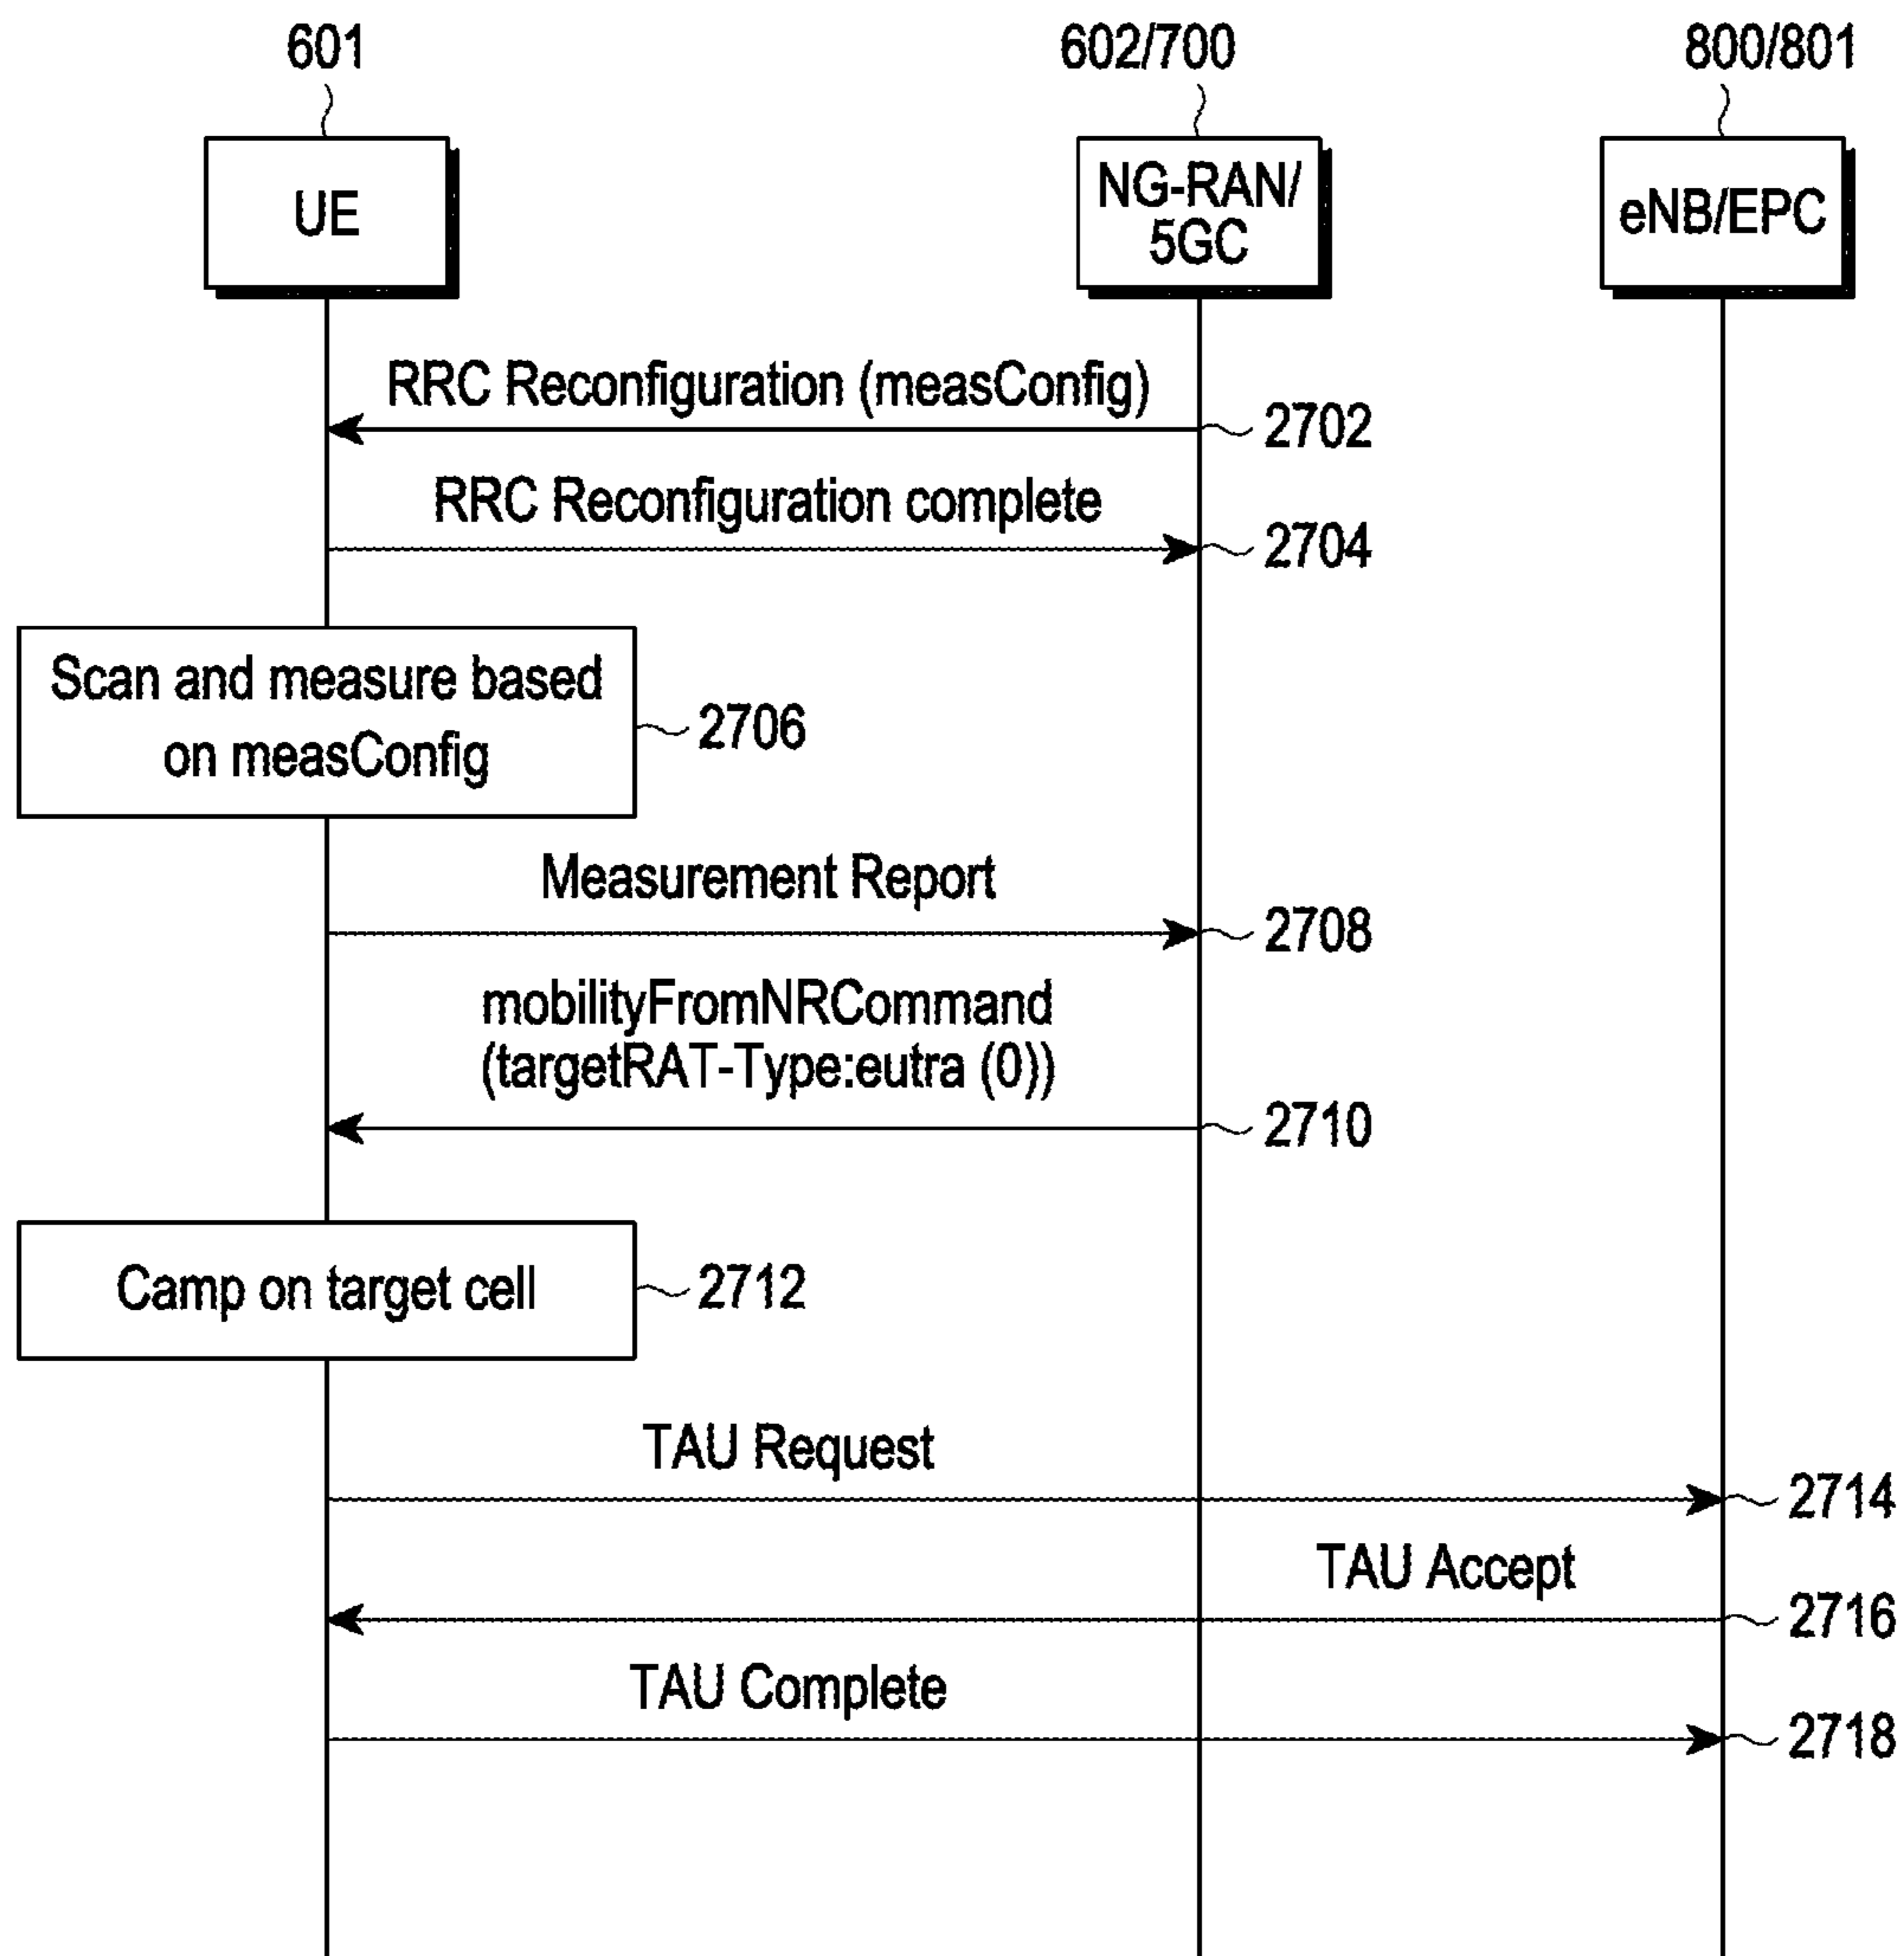 601
602/700
800/801
UE
NG-RAN/
5GC
eNB/EPC
RRC Reconfiguration (measConfig)
2702
RRC Reconfiguration complete
2704
Scan and measure based
on measConfig
2706
Measurement Report
2708
mobilityFromNRCommand
(targetRAT-Type:eutra (0))
2710
Camp on target cell
2712
TAU Request
2714
TAU Accept
2716
TAU Complete
2718